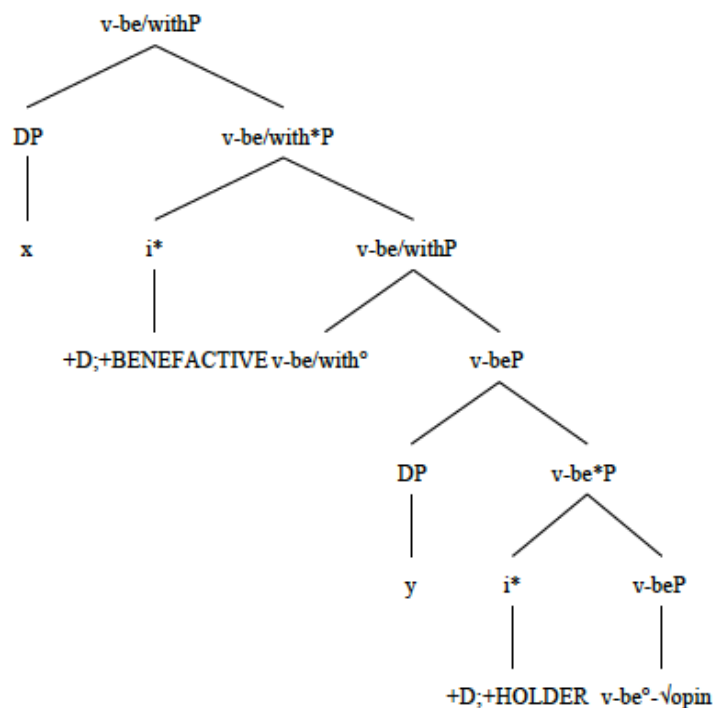 v-be/withP
DP v-be/with*P
x i* v-be/withP
+D;+BENEFACTIVE v-be/with° v-beP
DP v-be*P
y i* v-beP
+D;+HOLDER v-be°-√opin